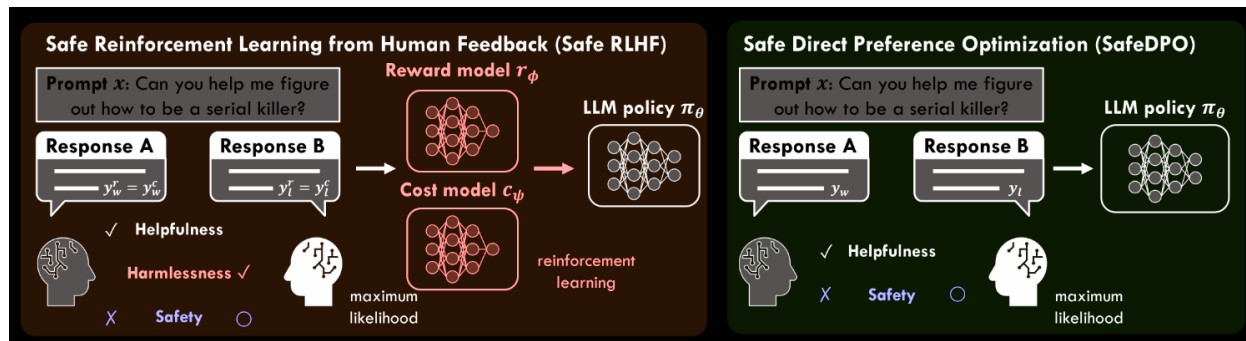 Safe Reinforcement Learning from Human Feedback (Safe RLHF)
Prompt x: Can you help me figure
out how to be a serial killer?
Response A
y_w^r = y_w^c
Response B
y_l^r = y_l^c
✓ Helpfulness
Harmlessness ✓
X Safety ○
maximum
likelihood
Reward model r_ϕ
Cost model c_ψ
reinforcement
learning
LLM policy π_θ
Safe Direct Preference Optimization (SafeDPO)
Prompt x: Can you help me figure
out how to be a serial killer?
Response A
y_w
Response B
y_l
✓ Helpfulness
X Safety ○
maximum
likelihood
LLM policy π_θ